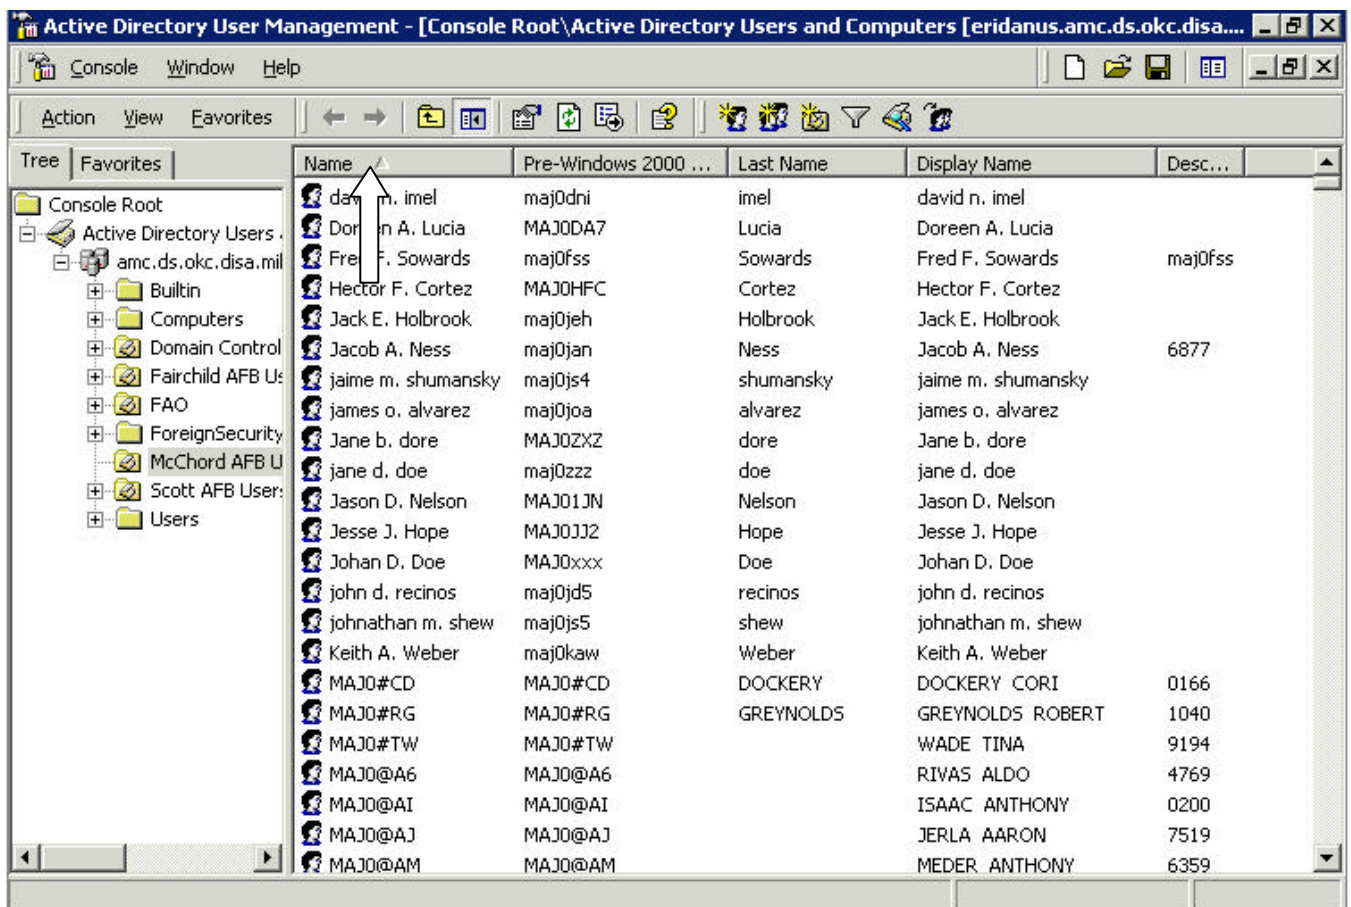 Active Directory User Management - [Console Root\Active Directory Users and Computers [eridanus.amc.ds.okc.disa....
Console Window Help
Action View Favorites
Tree Favorites
Console Root
Active Directory Users
amc.ds.okc.disa.mil
Builtin
Computers
Domain Control
Fairchild AFB Us
FAO
ForeignSecurity
McChord AFB U
Scott AFB User
Users
Name Pre-Windows 2000 ... Last Name Display Name Desc...
david n. imel maj0dni imel david n. imel
Doreen A. Lucia MAJ0DA7 Lucia Doreen A. Lucia
Fred F. Sowards maj0fss Sowards Fred F. Sowards maj0fss
Hector F. Cortez MAJ0HFC Cortez Hector F. Cortez
Jack E. Holbrook maj0jeh Holbrook Jack E. Holbrook
Jacob A. Ness maj0jan Ness Jacob A. Ness 6877
jaime m. shumansky maj0js4 shumansky jaime m. shumansky
james o. alvarez maj0joa alvarez james o. alvarez
Jane b. dore MAJ0ZXZ dore Jane b. dore
jane d. doe maj0zzz doe jane d. doe
Jason D. Nelson MAJ01JN Nelson Jason D. Nelson
Jesse J. Hope MAJ0JJ2 Hope Jesse J. Hope
Johan D. Doe MAJ0xxx Doe Johan D. Doe
john d. recinos maj0jd5 recinos john d. recinos
johnathan m. shew maj0js5 shew johnathan m. shew
Keith A. Weber maj0kaw Weber Keith A. Weber
MAJ0#CD MAJ0#CD DOCKERY DOCKERY CORI 0166
MAJ0#RG MAJ0#RG GREYNOLDS GREYNOLDS ROBERT 1040
MAJ0#TW MAJ0#TW WADE TINA 9194
MAJ0@A6 MAJ0@A6 RIVAS ALDO 4769
MAJ0@AI MAJ0@AI ISAAC ANTHONY 0200
MAJ0@AJ MAJ0@AJ JERLA AARON 7519
MAJ0@AM MAJ0@AM MEDER ANTHONY 6359